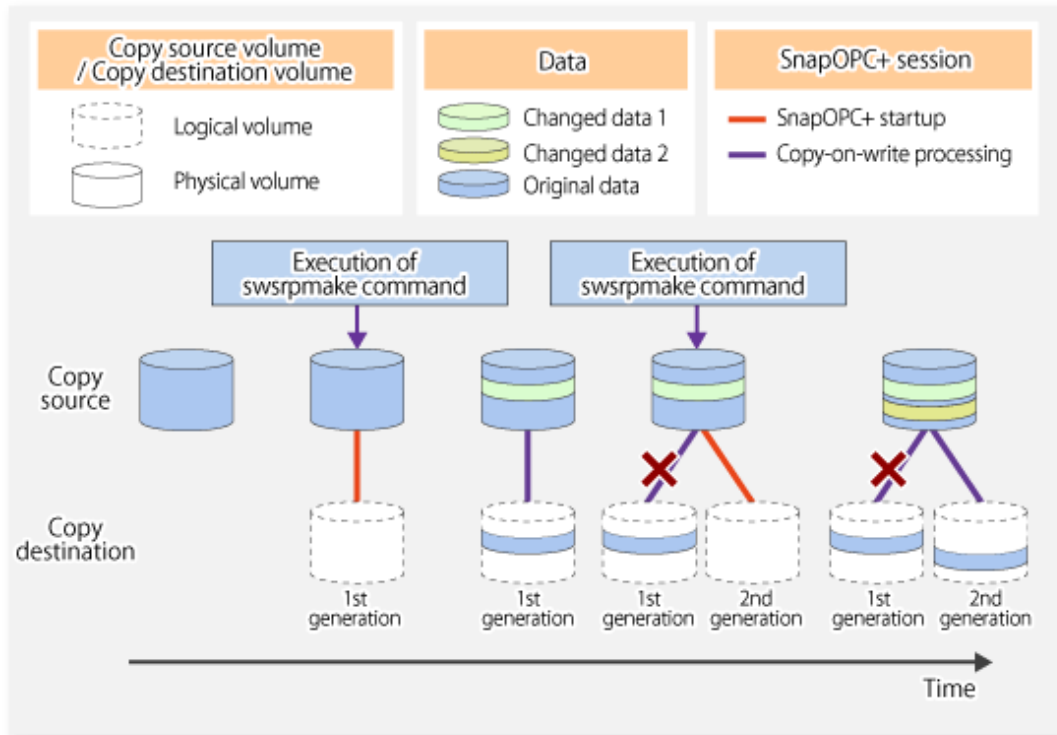 Copy source volume
/ Copy destination volume
Logical volume
Physical volume
Data
Changed data 1
Changed data 2
Original data
SnapOPC+ session
SnapOPC+ startup
Copy-on-write processing
Execution of
swsrpmake command
Execution of
swsrpmake command
Copy
source
Copy
destination
1st
generation
1st
generation
1st
generation
2nd
generation
1st
generation
2nd
generation
Time